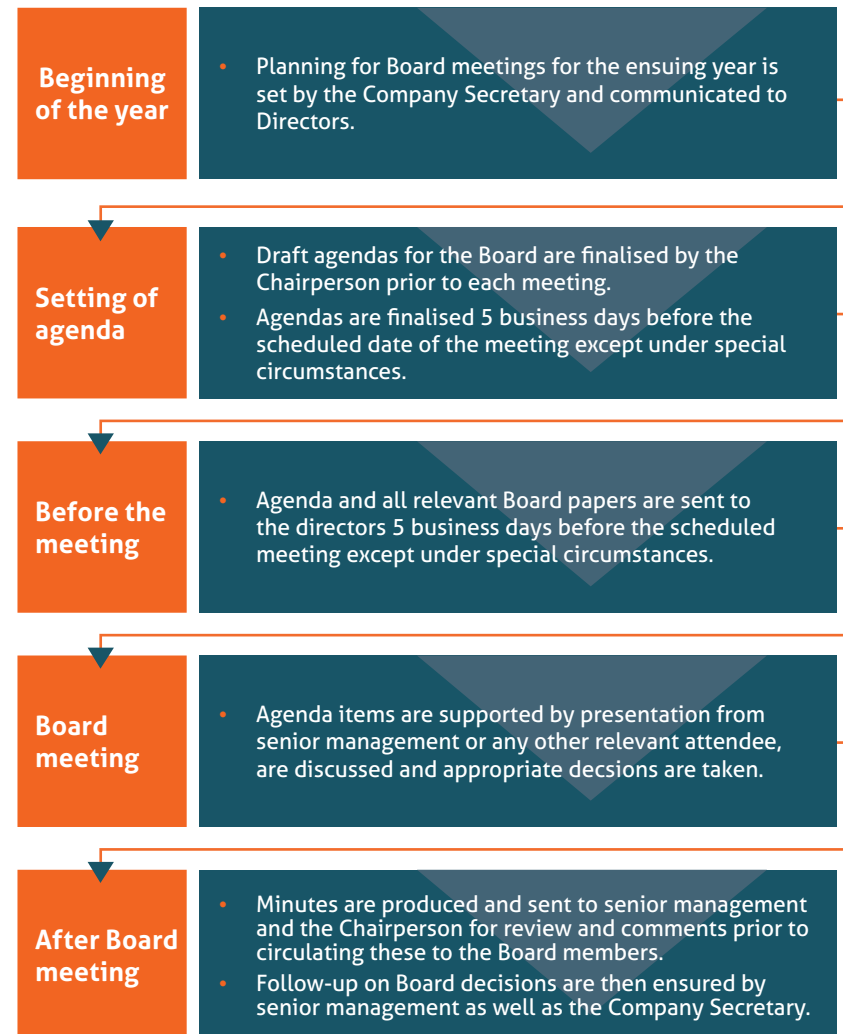 Beginning
of the year
• Planning for Board meetings for the ensuing year is
set by the Company Secretary and communicated to
Directors.
Setting of
agenda
• Draft agendas for the Board are finalised by the
Chairperson prior to each meeting.
• Agendas are finalised 5 business days before the
scheduled date of the meeting except under special
circumstances.
Before the
meeting
• Agenda and all relevant Board papers are sent to
the directors 5 business days before the scheduled
meeting except under special circumstances.
Board
meeting
• Agenda items are supported by presentation from
senior management or any other relevant attendee,
are discussed and appropriate decsions are taken.
After Board
meeting
• Minutes are produced and sent to senior management
and the Chairperson for review and comments prior to
circulating these to the Board members.
• Follow-up on Board decisions are then ensured by
senior management as well as the Company Secretary.